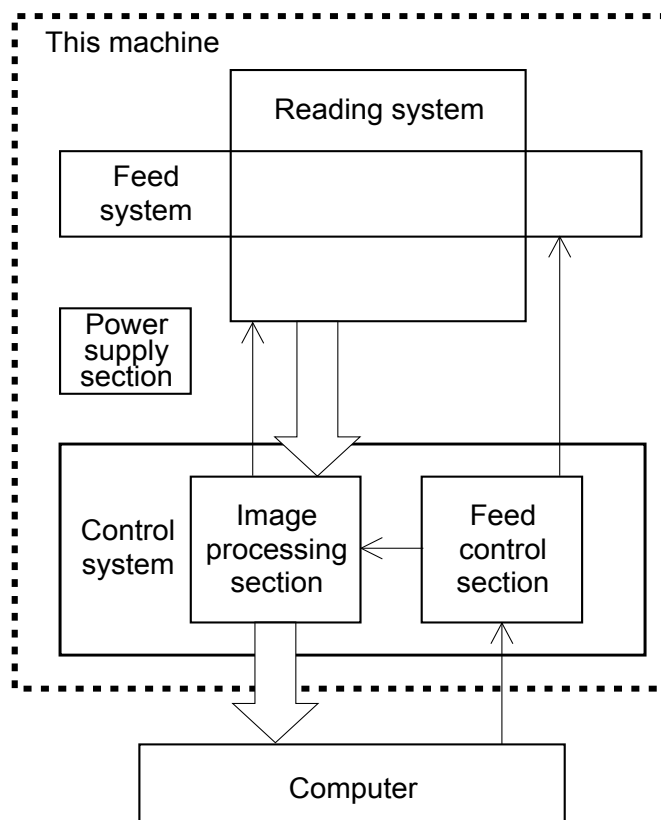 This machine
Reading system
Feed
system
Power
supply
section
Control
system
Image
processing
section
Feed
control
section
Computer